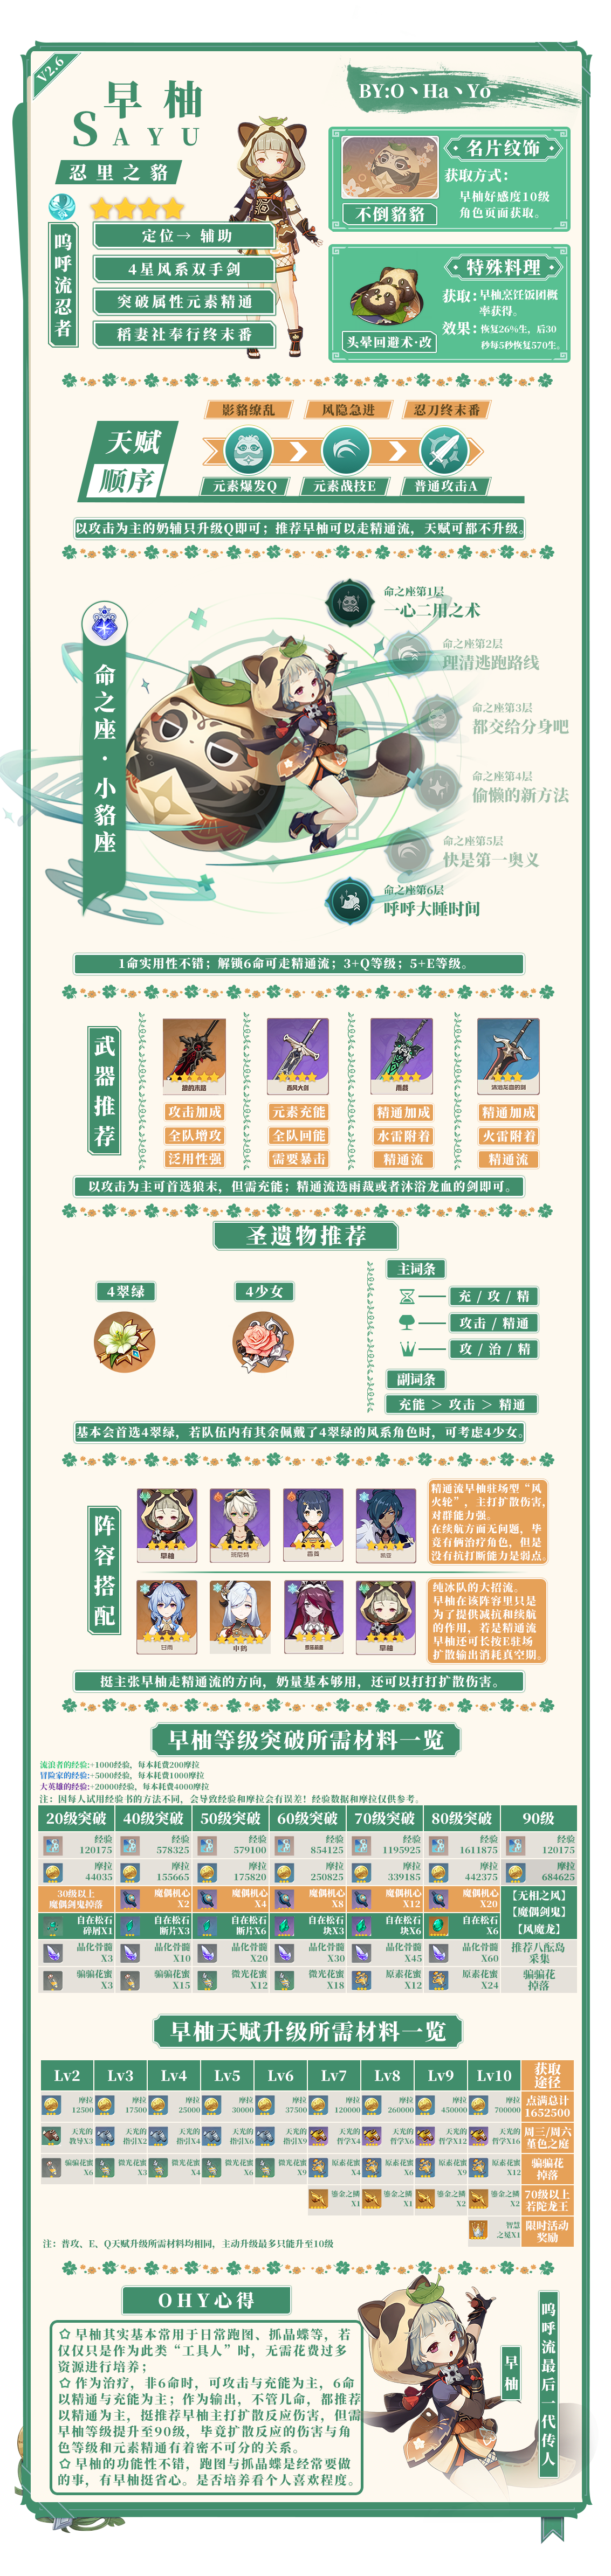 V2.6
早柚
SAYU
BY:O丶Ha丶Yo
忍里之貉
呜呼流忍者
定位→ 辅助
4星风系双手剑
突破属性元素精通
稻妻社奉行终末番
名片纹饰
获取方式:
早柚好感度10级
角色页面获取。
不倒貉貉
特殊料理
获取:早柚烹饪饭团概
率获得。
效果:恢复26%生，后30
秒每5秒恢复570生。
头晕回避术·改
天赋
顺序
影貉缭乱
风隐急进
忍刀终末番
元素爆发Q
元素战技E
普通攻击A
以攻击为主的奶辅只升级Q即可；推荐早柚可以走精通流，天赋可都不升级。
命之座·小貉座
命之座第1层
一心二用之术
命之座第2层
理清逃跑路线
命之座第3层
都交给分身吧
命之座第4层
偷懒的新方法
命之座第5层
快是第一奥义
命之座第6层
呼呼大睡时间
1命实用性不错；解锁6命可走精通流；3+Q等级；5+E等级。
武器推荐
狼的末路
西风大剑
雨裁
沐浴龙血的剑
攻击加成
元素充能
精通加成
精通加成
全队增攻
全队回能
水雷附着
火雷附着
泛用性强
需要暴击
精通流
精通流
以攻击为主可首选狼末，但需充能；精通流选雨裁或者沐浴龙血的剑即可。
圣遗物推荐
4翠绿
4少女
主词条
充 / 攻 / 精
攻击 / 精通
攻 / 治 / 精
副词条
充能 > 攻击 > 精通
基本会首选4翠绿，若队伍内有其余佩戴了4翠绿的风系角色时，可考虑4少女。
阵容搭配
早柚
班尼特
香菱
凯亚
精通流早柚驻场型“风
火轮”，主打扩散伤害，
对群能力强。
在续航方面无问题，毕
竟有俩治疗角色，但是
没有抗打断能力是弱点。
甘雨
申鹤
罗莎莉亚
早柚
纯冰队的大招流。
早柚在该阵容里只是
为了提供减抗和续航
的作用，若是精通流
早柚还可长按E驻场
扩散输出消耗真空期。
挺主张早柚走精通流的方向，奶量基本够用，还可以打打扩散伤害。
早柚等级突破所需材料一览
流浪者的经验:+1000经验，每本耗费200摩拉
冒险家的经验:+5000经验，每本耗费1000摩拉
大英雄的经验:+20000经验，每本耗费4000摩拉
注：因每人试用经验书的方法不同，会导致经验和摩拉会有误差！经验数据和摩拉仅供参考。
20级突破 40级突破 50级突破 60级突破 70级突破 80级突破 90级
经验 经验 经验 经验 经验 经验 经验
120175 578325 579100 854125 1195925 1611875 120175
摩拉 摩拉 摩拉 摩拉 摩拉 摩拉 摩拉
44035 155665 175820 250825 339185 442375 684625
30级以上 魔偶机心 魔偶机心 魔偶机心 魔偶机心 魔偶机心 【无相之风】
魔偶剑鬼掉落 X2 X4 X8 X12 X20 【魔偶剑鬼】
自在松石 自在松石 自在松石 自在松石 自在松石 自在松石 【风魔龙】
碎屑X1 断片X3 断片X6 块X3 块X6 X6
晶化骨髓 晶化骨髓 晶化骨髓 晶化骨髓 晶化骨髓 晶化骨髓 推荐八酝岛
X3 X10 X20 X30 X45 X60 采集
骗骗花蜜 骗骗花蜜 微光花蜜 微光花蜜 原素花蜜 原素花蜜 骗骗花
X3 X15 X12 X18 X12 X24 掉落
早柚天赋升级所需材料一览
Lv2 Lv3 Lv4 Lv5 Lv6 Lv7 Lv8 Lv9 Lv10 获取
途径
摩拉 摩拉 摩拉 摩拉 摩拉 摩拉 摩拉 摩拉 摩拉 点满总计
12500 17500 25000 30000 37500 120000 260000 450000 700000 1652500
天光的 天光的 天光的 天光的 天光的 天光的 天光的 天光的 天光的 周三/周六
教导X3 指引X2 指引X4 指引X6 指引X9 哲学X4 哲学X6 哲学X12 哲学X16 堇色之庭
骗骗花蜜 微光花蜜 微光花蜜 微光花蜜 微光花蜜 原素花蜜 原素花蜜 原素花蜜 原素花蜜 骗骗花
X6 X3 X4 X6 X9 X4 X6 X9 X12 掉落
鎏金之鳞 鎏金之鳞 鎏金之鳞 鎏金之鳞 70级以上
X1 X1 X2 X2 若陀龙王
智慧 限时活动
之冕X1 奖励
注：普攻、E、Q天赋升级所需材料均相同，主动升级最多只能升至10级
OHY心得
✩早柚其实基本常用于日常跑图、抓晶蝶等，若
仅仅只是作为此类“工具人”时，无需花费过多
资源进行培养；
✩作为治疗，非6命时，可攻击与充能为主，6命
以精通与充能为主；作为输出，不管几命，都推荐
以精通为主，挺推荐早柚主打扩散反应伤害，但需
早柚等级提升至90级，毕竟扩散反应的伤害与角
色等级和元素精通有着密不可分的关系。
✩早柚的功能性不错，跑图与抓晶蝶是经常要做
的事，有早柚挺省心。是否培养看个人喜欢程度。
早柚
呜呼流最后一代传人